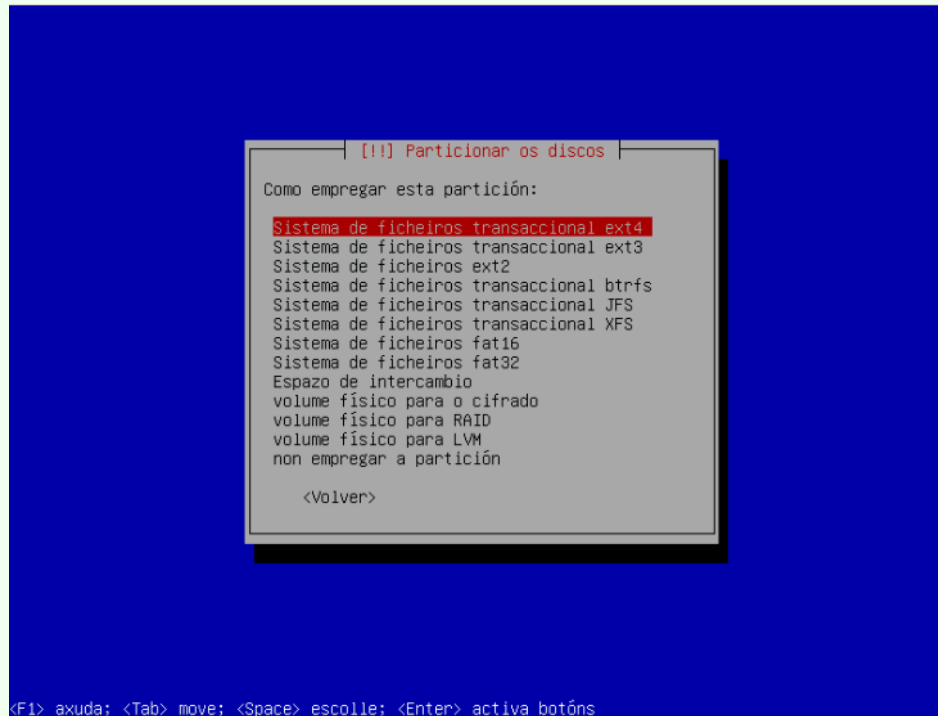 [!!] Particionar os discos
Como empregar esta partición:
Sistema de ficheiros transaccional ext4
Sistema de ficheiros transaccional ext3
Sistema de ficheiros ext2
Sistema de ficheiros transaccional btrfs
Sistema de ficheiros transaccional JFS
Sistema de ficheiros transaccional XFS
Sistema de ficheiros fat16
Sistema de ficheiros fat32
Espazo de intercambio
volume físico para o cifrado
volume físico para RAID
volume físico para LVM
non empregar a partición
<Volver>
<F1> axuda; <Tab> move; <Space> escolle; <Enter> activa botóns